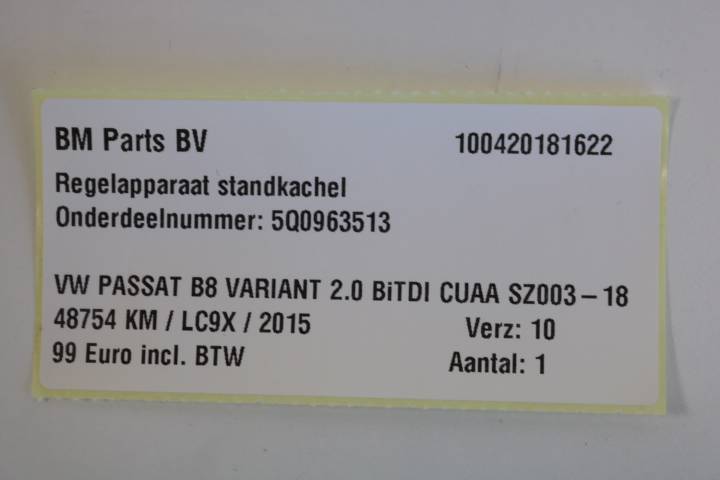 BM Parts BV 100420181622
Regelapparaat standkachel
Onderdeelnummer: 5Q0963513
VW PASSAT B8 VARIANT 2.0 BiTDI CUAA SZ003-18
48754 KM / LC9X / 2015 Verz: 10
99 Euro incl. BTW Aantal: 1